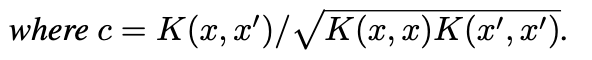 where c = K(x, x′)/√K(x, x)K(x′, x′).